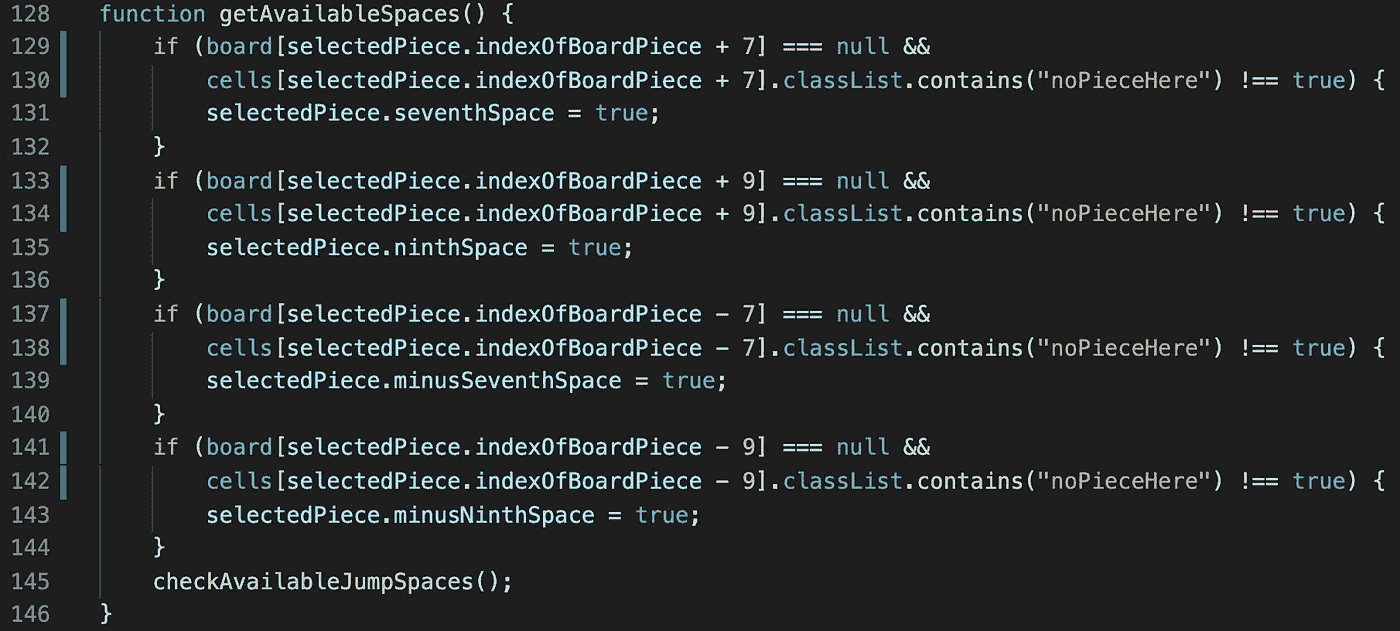 128 function getAvailableSpaces() {
129 if (board[selectedPiece.indexOfBoardPiece + 7] === null &&
130 cells[selectedPiece.indexOfBoardPiece + 7].classList.contains("noPieceHere") !== true) {
131 selectedPiece.seventhSpace = true;
132 }
133 if (board[selectedPiece.indexOfBoardPiece + 9] === null &&
134 cells[selectedPiece.indexOfBoardPiece + 9].classList.contains("noPieceHere") !== true) {
135 selectedPiece.ninthSpace = true;
136 }
137 if (board[selectedPiece.indexOfBoardPiece - 7] === null &&
138 cells[selectedPiece.indexOfBoardPiece - 7].classList.contains("noPieceHere") !== true) {
139 selectedPiece.minusSeventhSpace = true;
140 }
141 if (board[selectedPiece.indexOfBoardPiece - 9] === null &&
142 cells[selectedPiece.indexOfBoardPiece - 9].classList.contains("noPieceHere") !== true) {
143 selectedPiece.minusNinthSpace = true;
144 }
145 checkAvailableJumpSpaces();
146 }